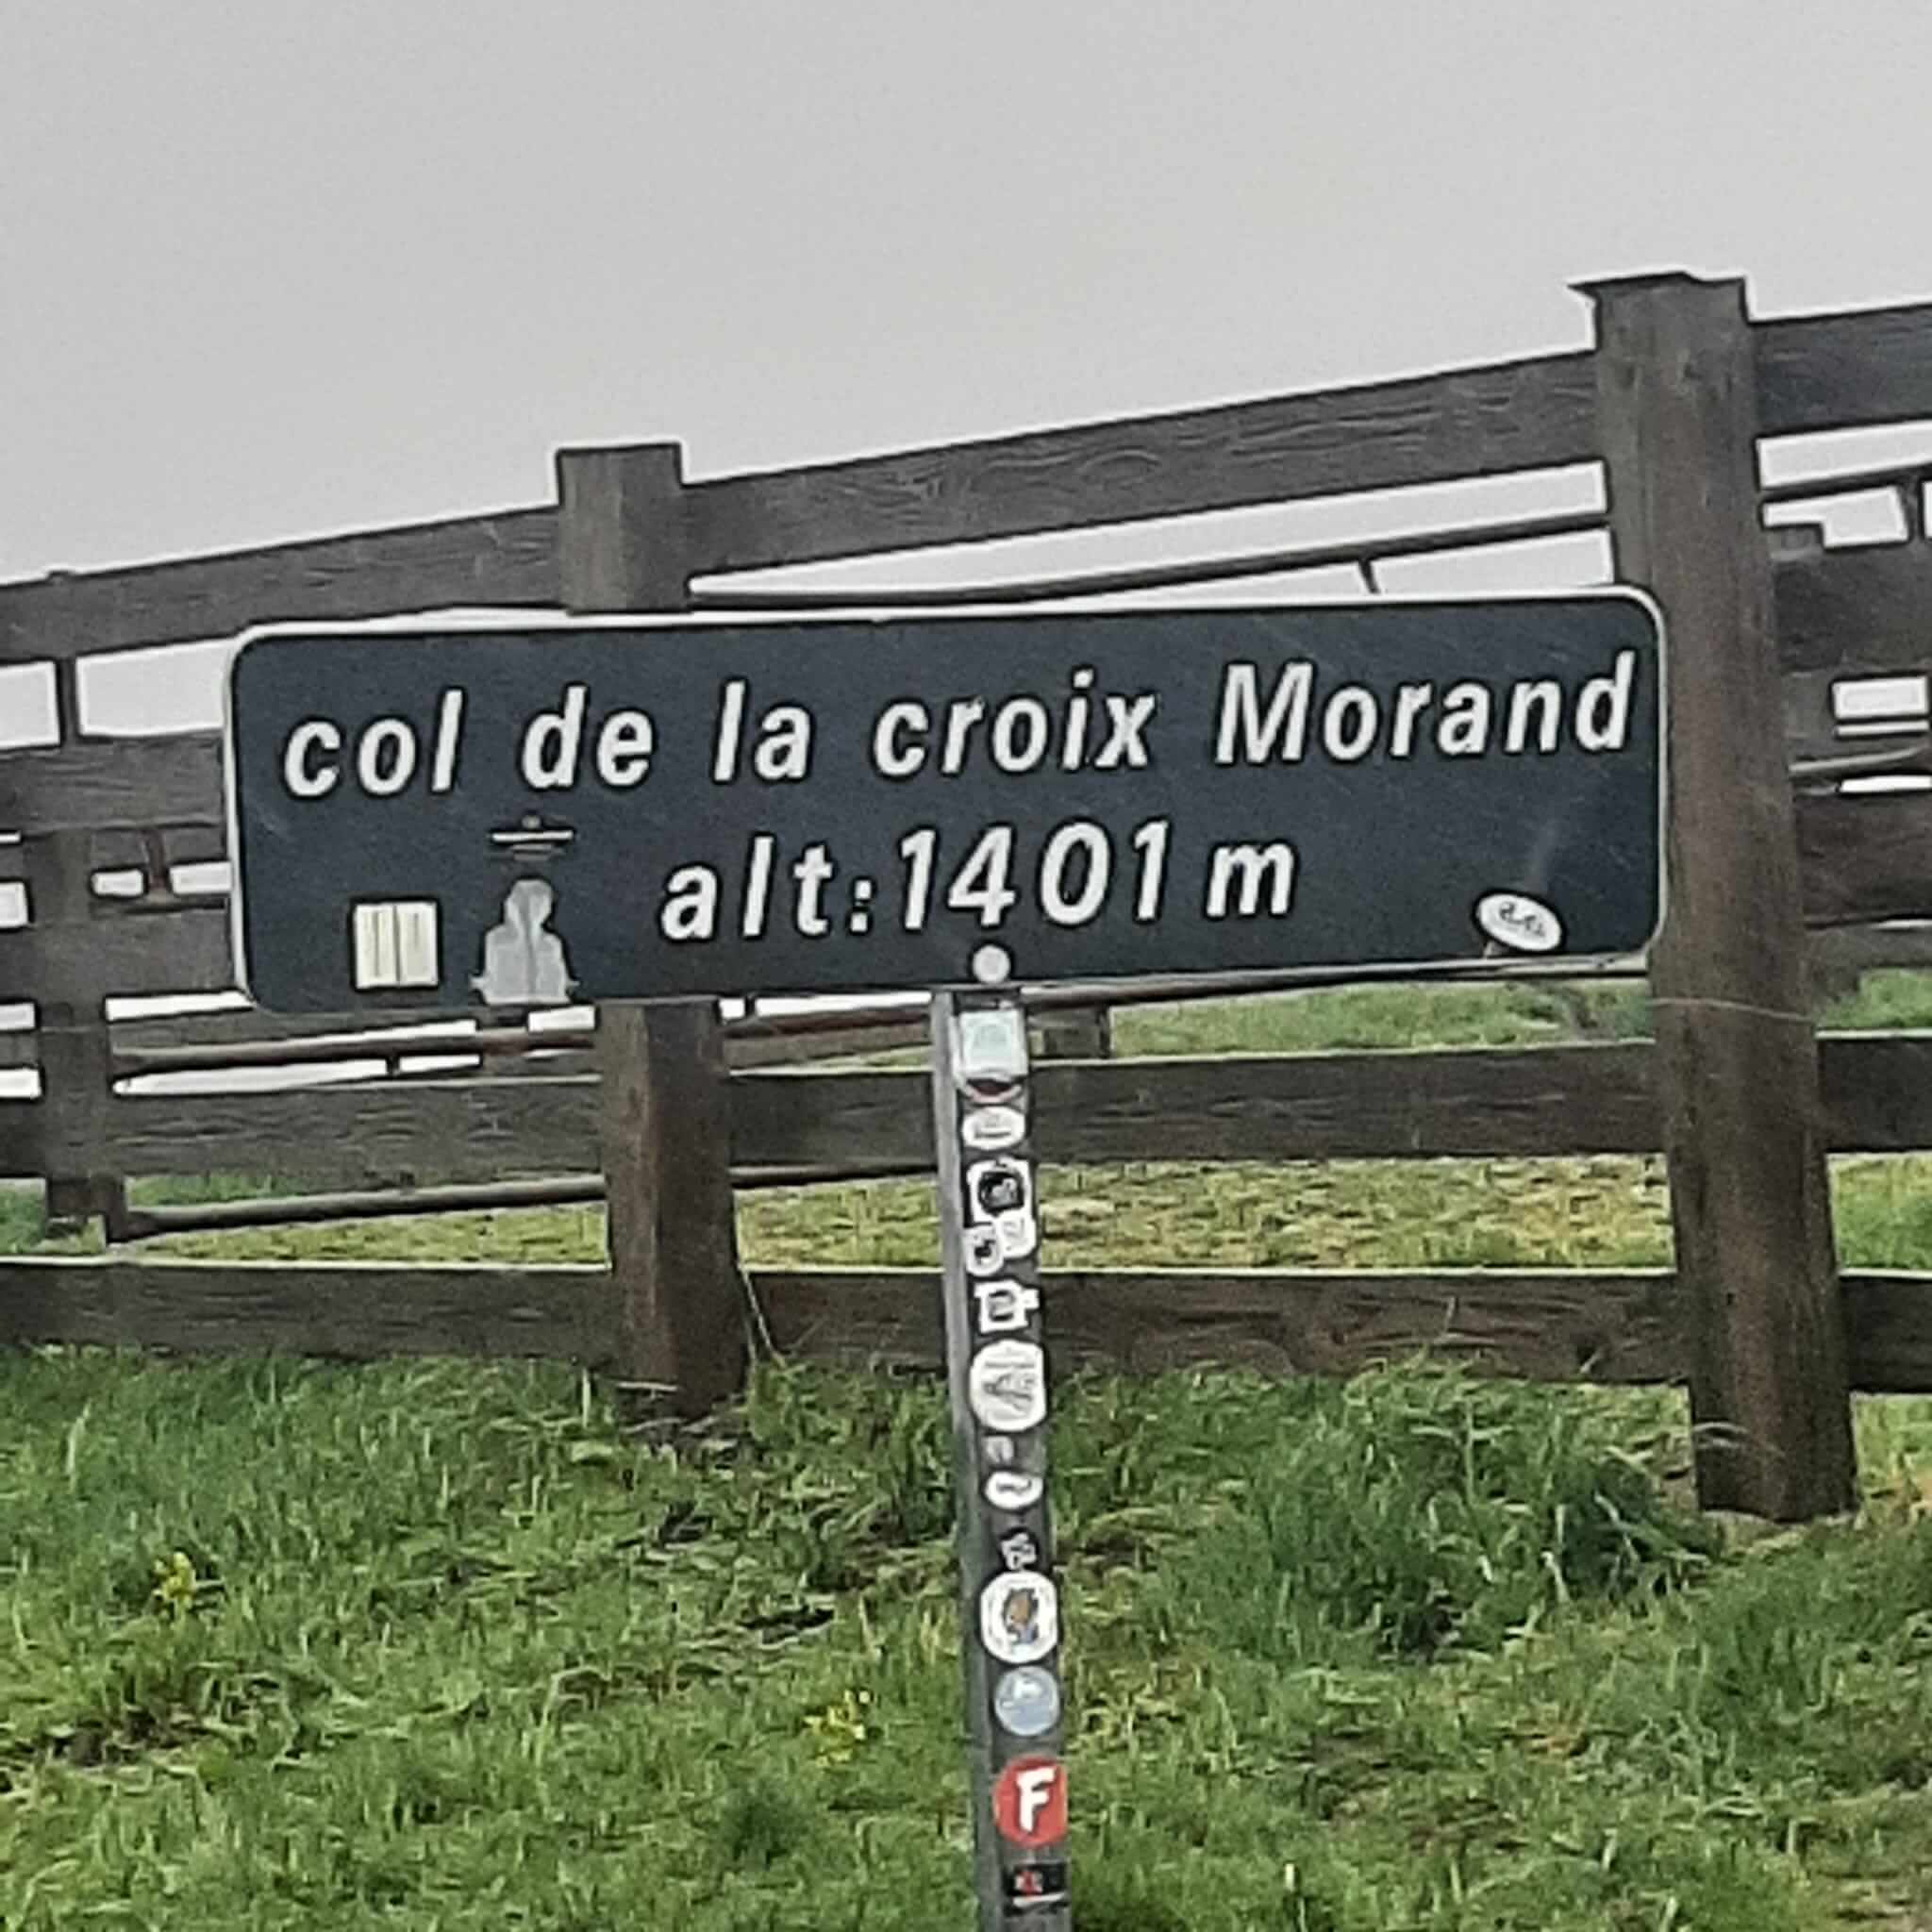 col de la croix Morand
alt:1401m
F